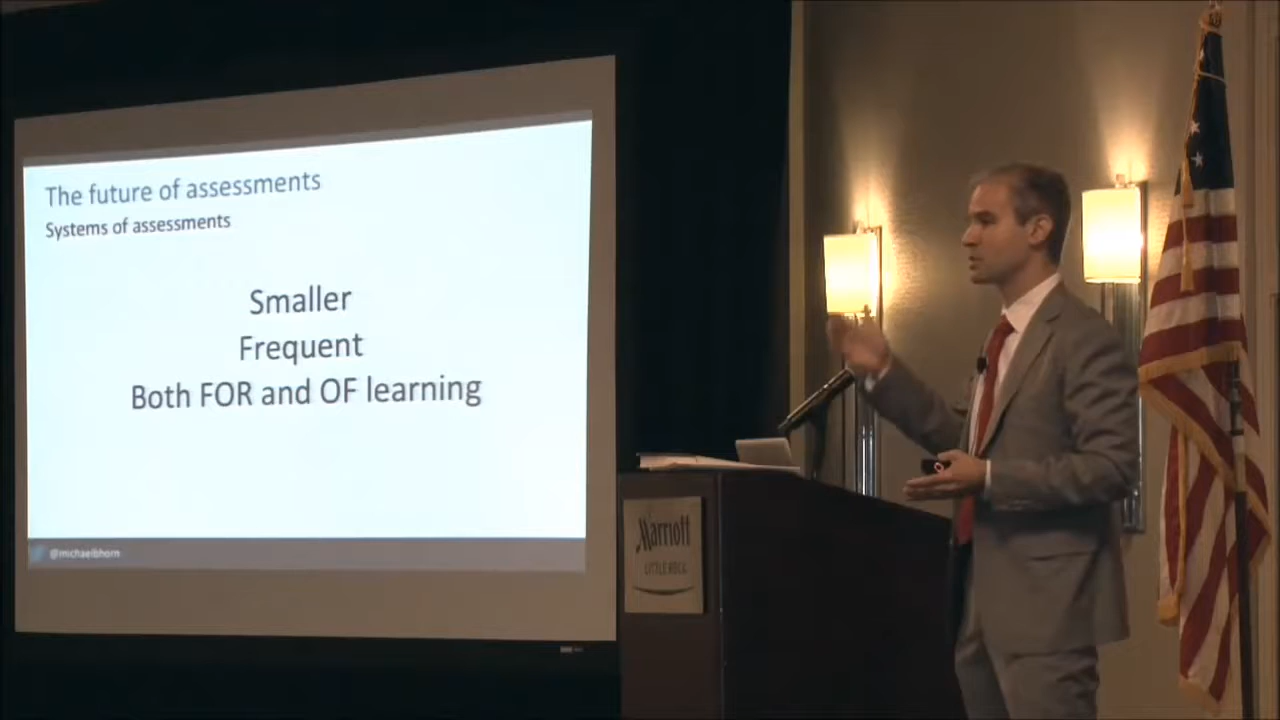 The future of assessments
Systems of assessments
Smaller
Frequent
Both FOR and OF learning
@michaelbhorn
Marriott
LITTLE ROCK